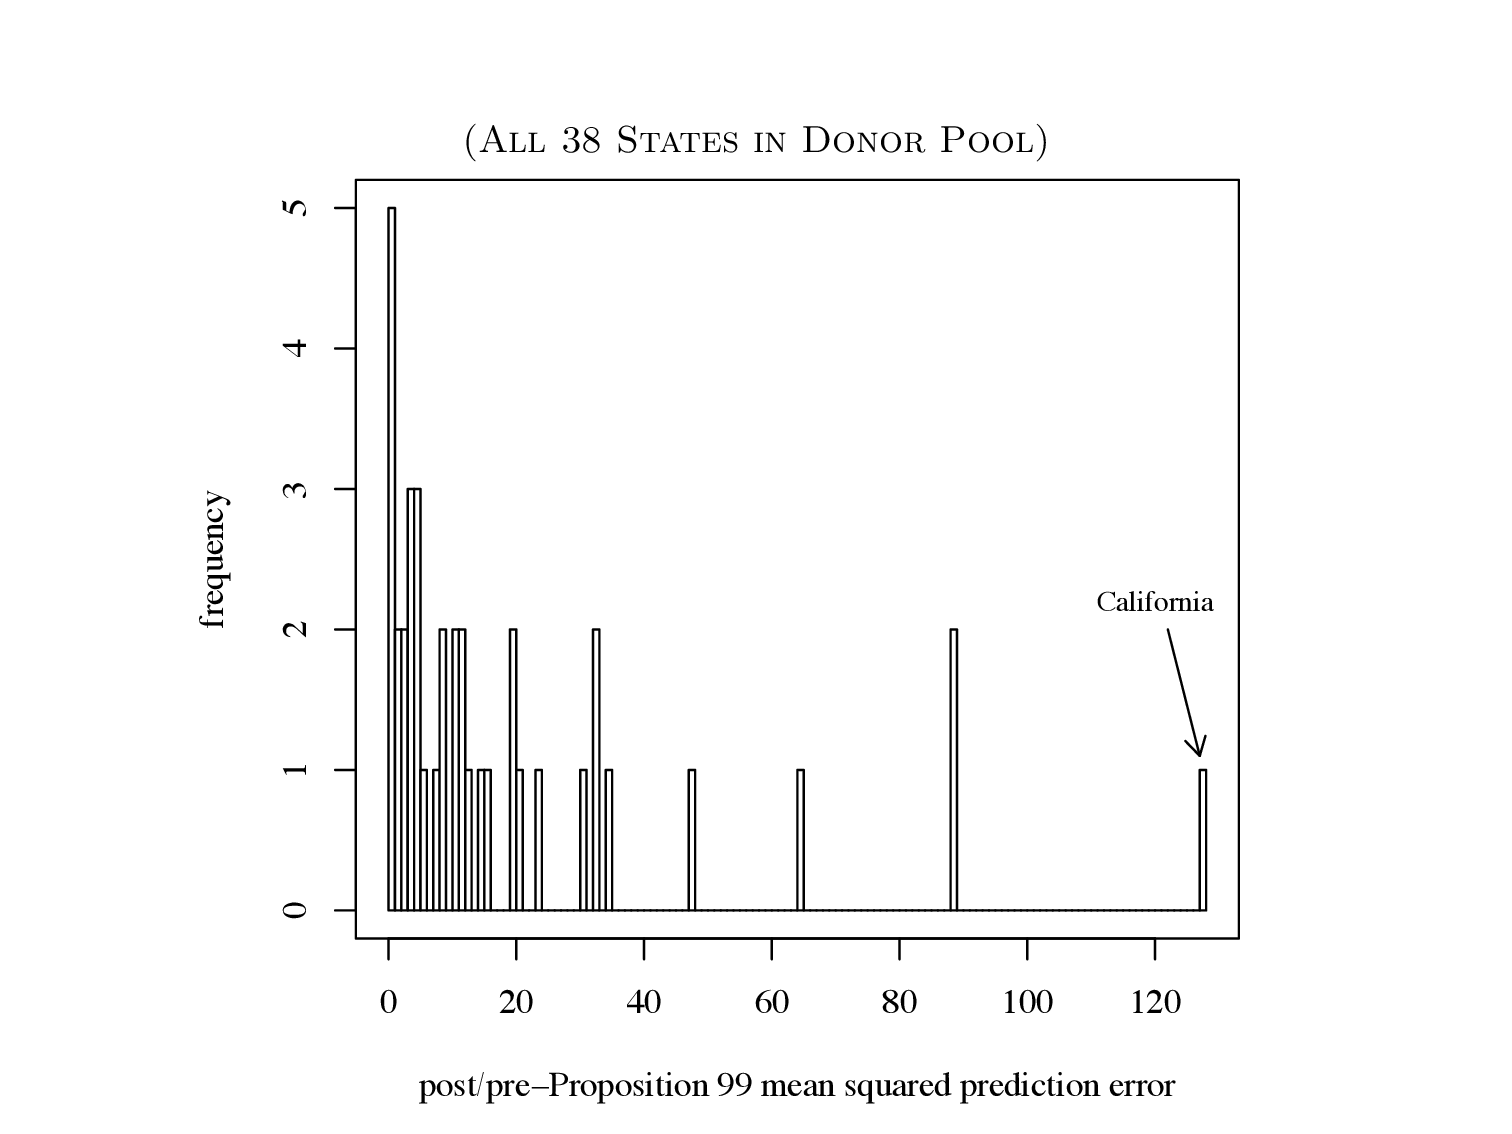 (All 38 States in Donor Pool)
5
4
3
2
1
0
frequency
California
0 20 40 60 80 100 120
post/pre–Proposition 99 mean squared prediction error